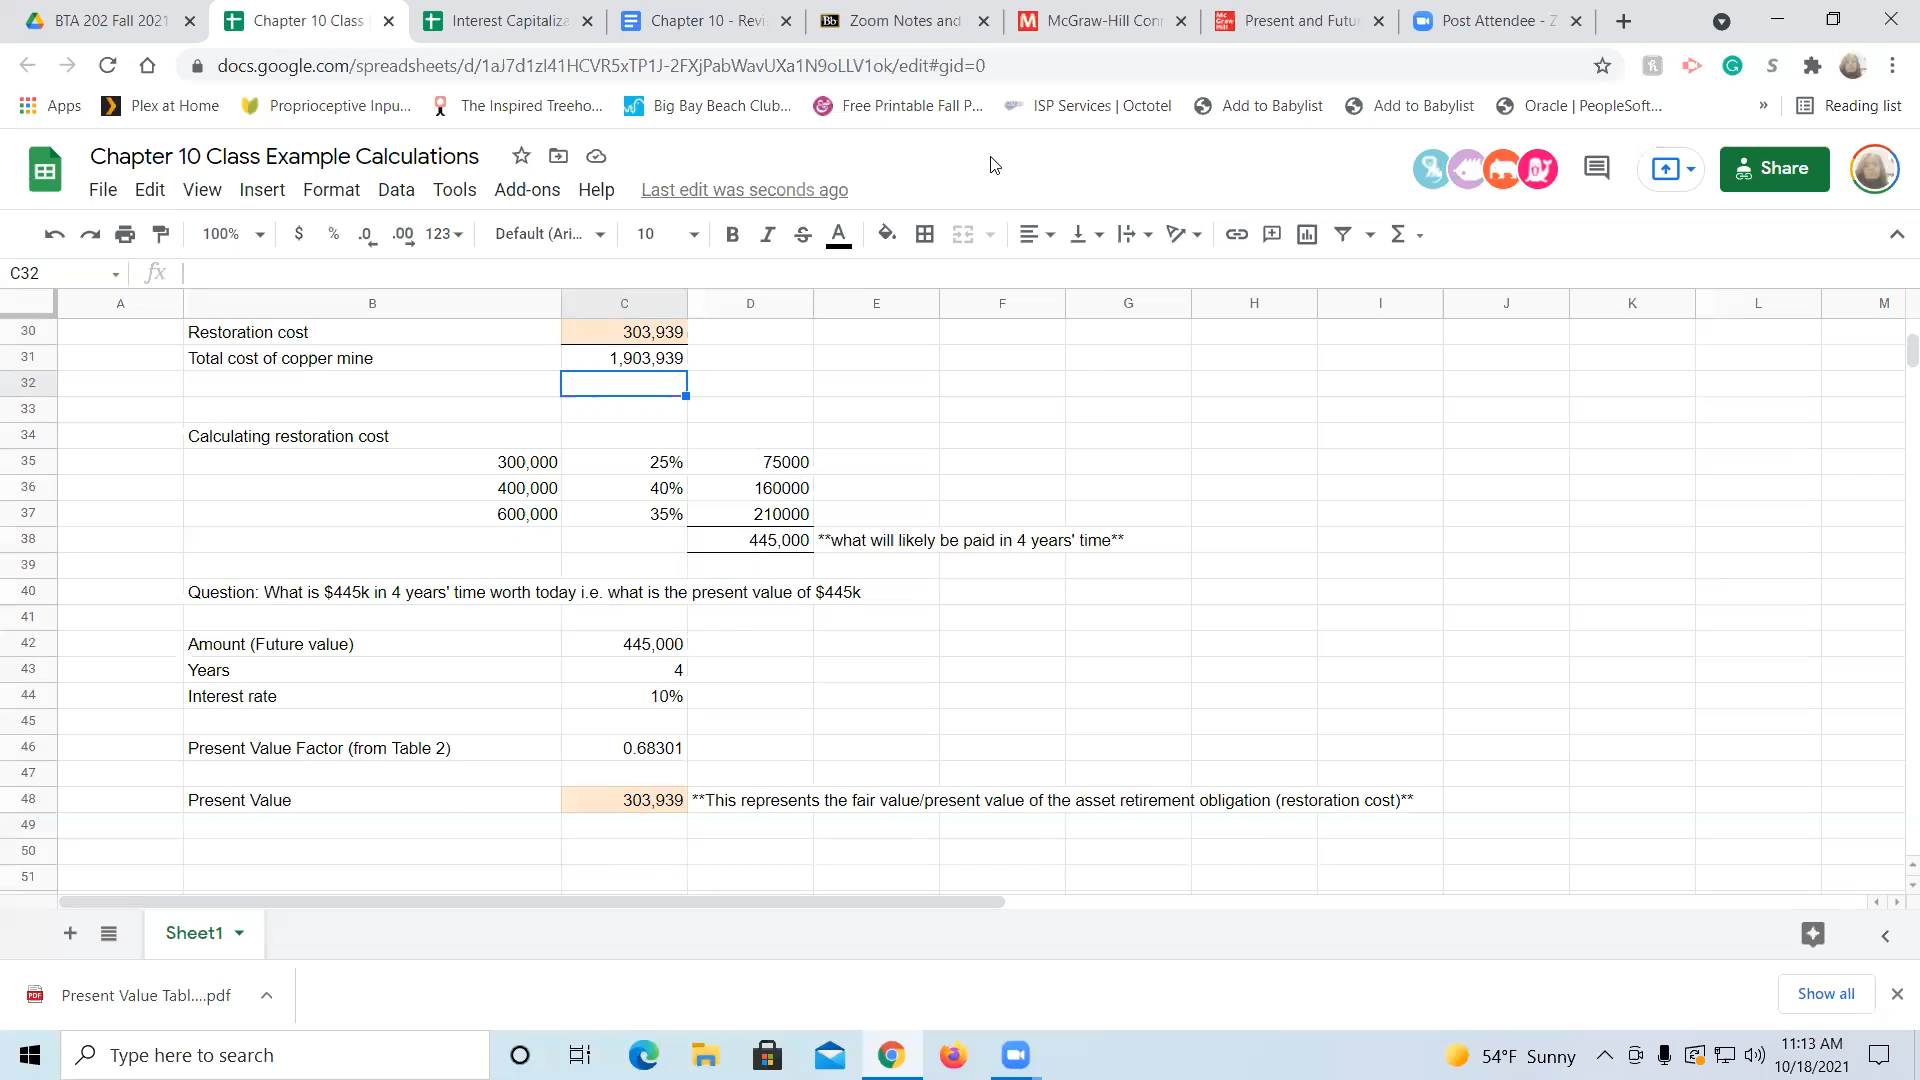 BTA 202 Fall 2021
Chapter 10 Class
Interest Capitaliza
Chapter 10 - Revi
Zoom Notes and
McGraw-Hill Con
Present and Futu
Post Attendee - Z
docs.google.com/spreadsheets/d/1aJ7d1zI41HCVR5xTP1J-2FXjPabWavUXa1N9oLLV1ok/edit#gid=0
Apps
Plex at Home
Proprioceptive Inpu...
The Inspired Treeho...
Big Bay Beach Club...
Free Printable Fall P...
ISP Services | Octotel
Add to Babylist
Add to Babylist
Oracle | PeopleSoft...
»
Reading list
Chapter 10 Class Example Calculations
Share
File Edit View Insert Format Data Tools Add-ons Help Last edit was seconds ago
100% $ % .0 .00 123 Default (Ari... 10 B I S A
C32 fx
A B C D E F G H I J K L M
30 Restoration cost 303,939
31 Total cost of copper mine 1,903,939
32
33
34 Calculating restoration cost
35 300,000 25% 75000
36 400,000 40% 160000
37 600,000 35% 210000
38 445,000 **what will likely be paid in 4 years' time**
39
40 Question: What is $445k in 4 years' time worth today i.e. what is the present value of $445k
41
42 Amount (Future value) 445,000
43 Years 4
44 Interest rate 10%
45
46 Present Value Factor (from Table 2) 0.68301
47
48 Present Value 303,939 **This represents the fair value/present value of the asset retirement obligation (restoration cost)**
49
50
51
Sheet1
Present Value Tabl....pdf
Show all
Type here to search
54°F Sunny
11:13 AM
10/18/2021